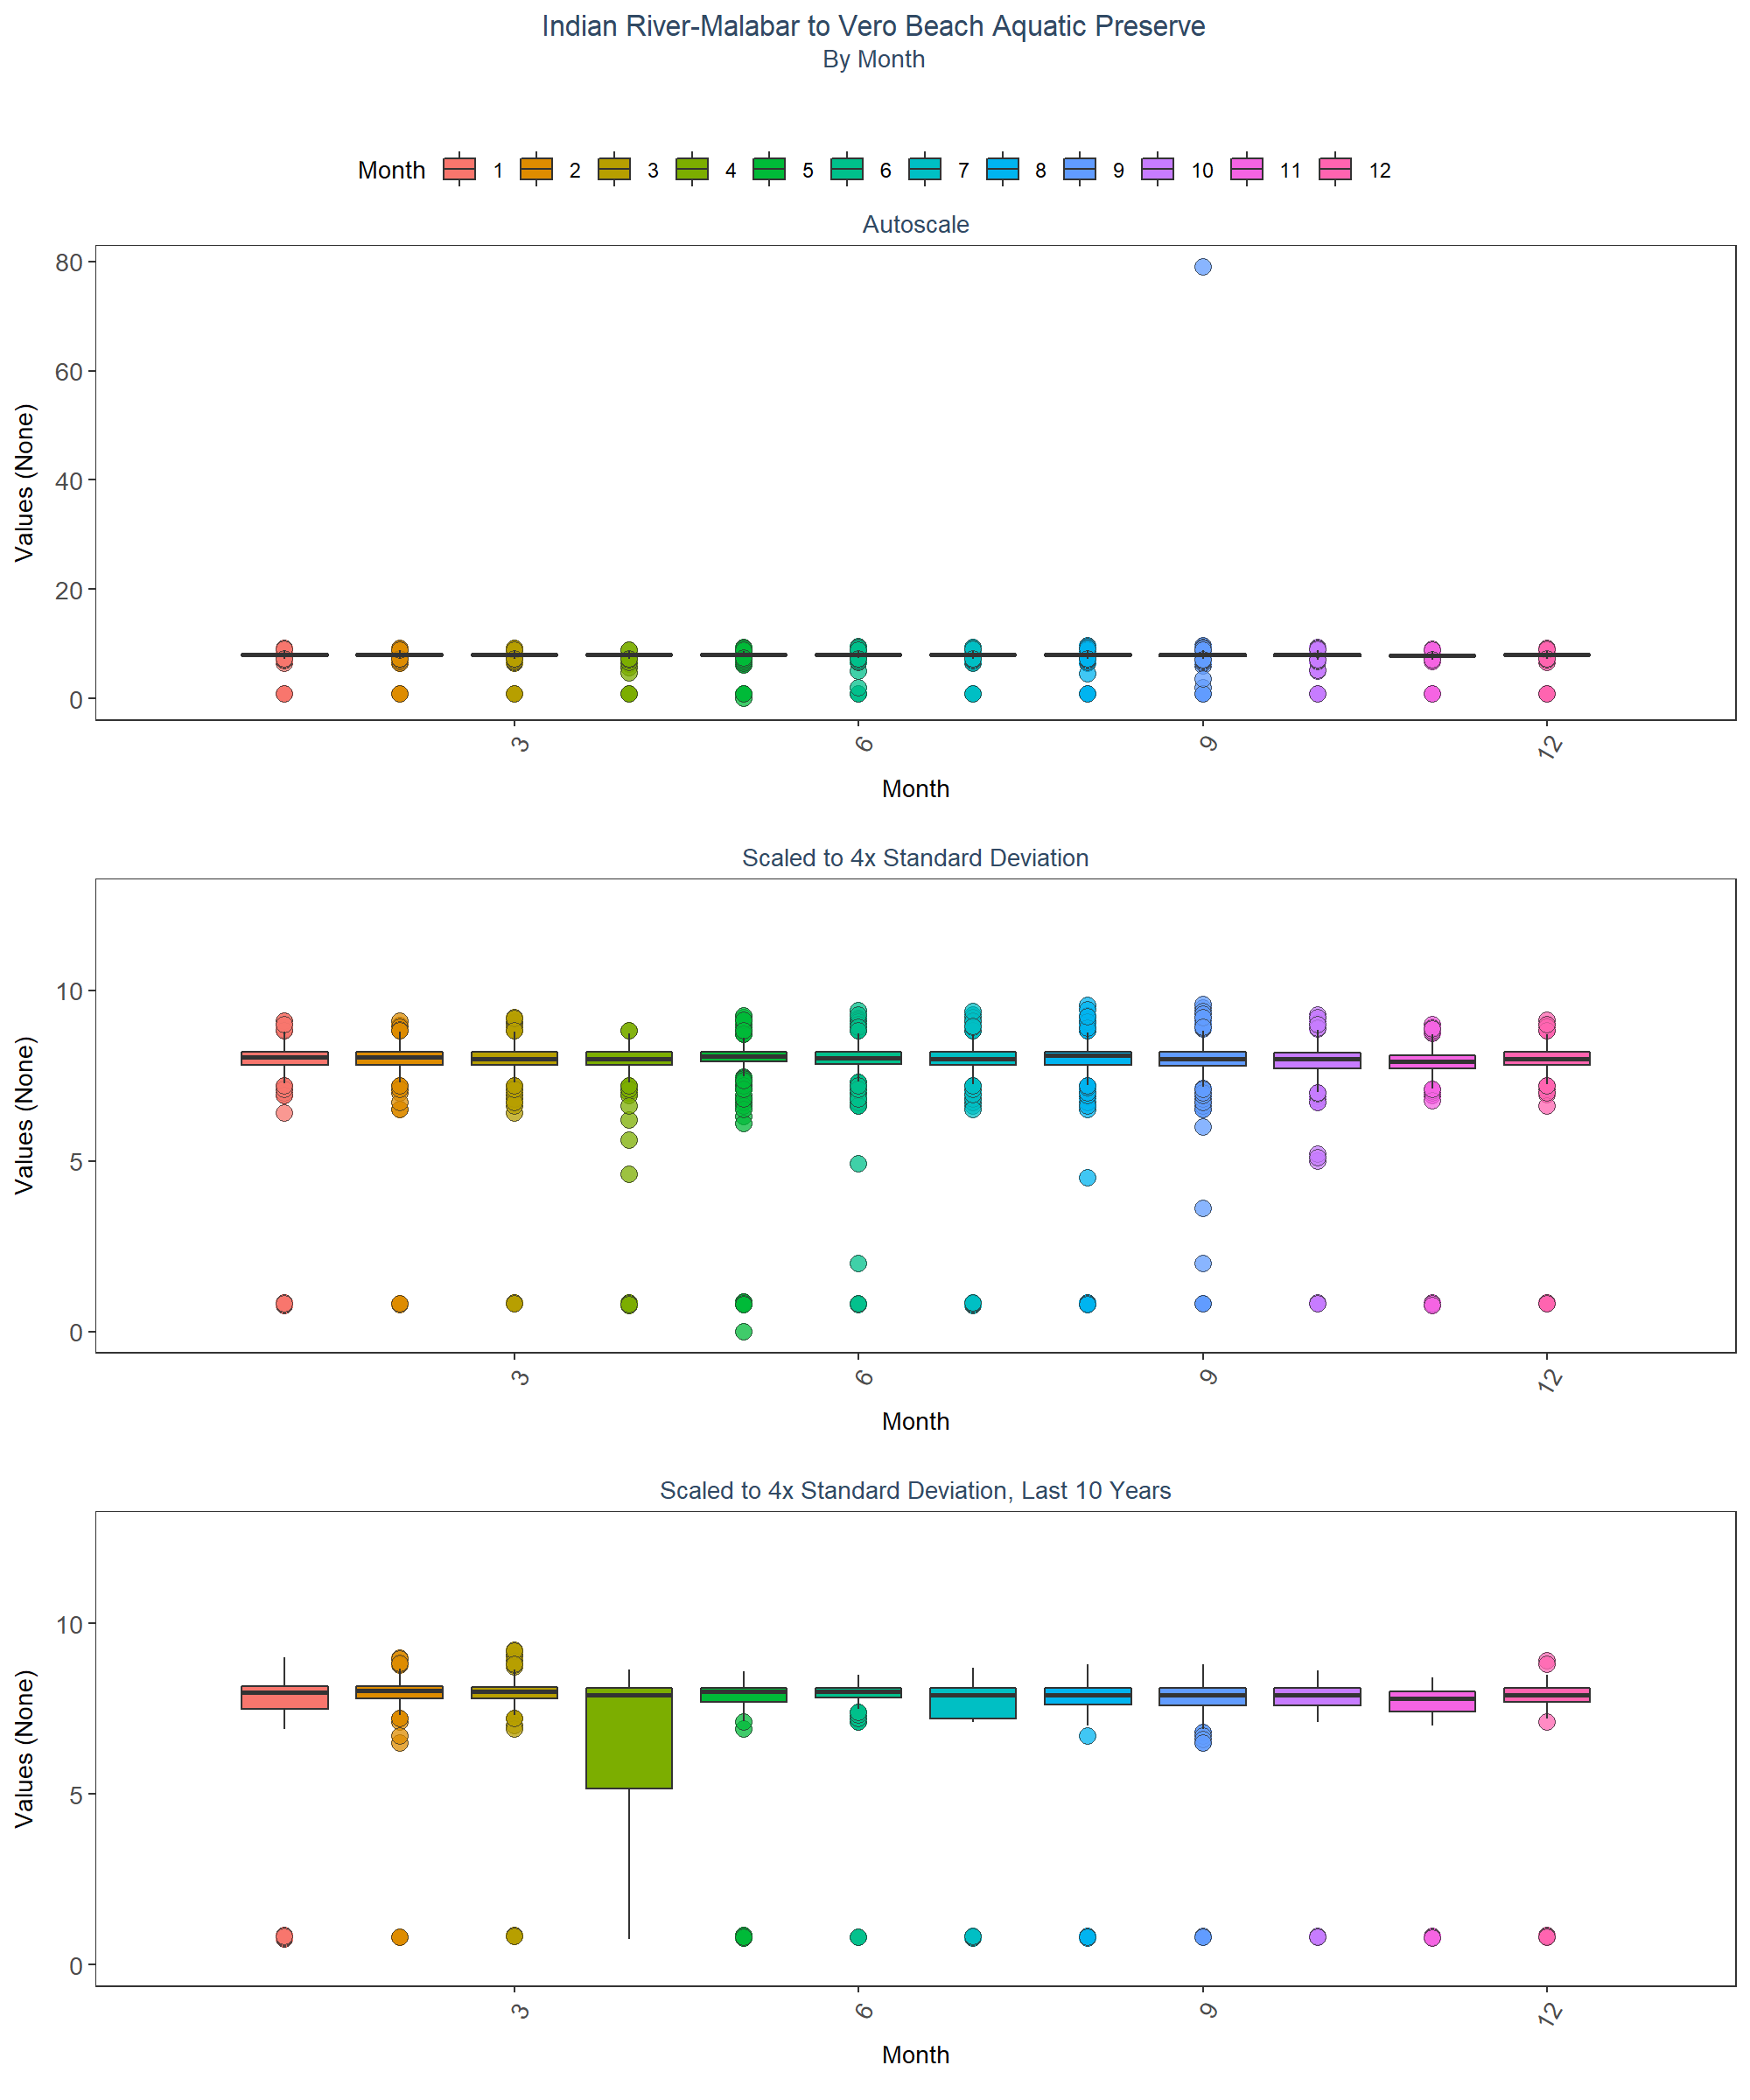 Indian River-Malabar to Vero Beach Aquatic Preserve
By Month
Month 1 2 3 4 5 6 7 8 9 10 11 12
Autoscale
Values (None)
80
60
40
20
0
3 6 9 12
Month
Scaled to 4x Standard Deviation
Values (None)
10
5
0
3 6 9 12
Month
Scaled to 4x Standard Deviation, Last 10 Years
Values (None)
10
5
0
3 6 9 12
Month